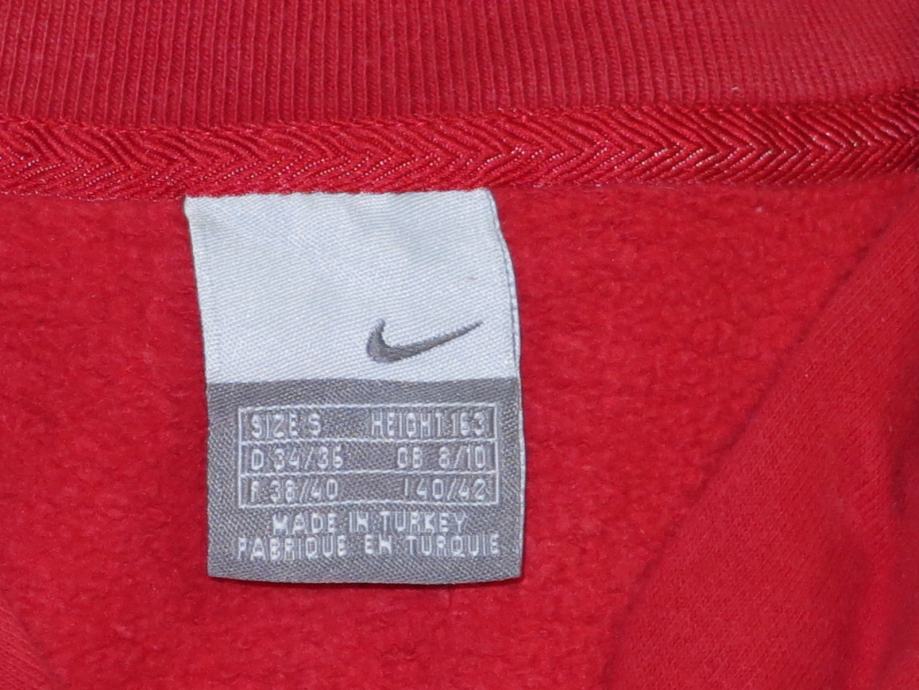 SIZE S HEIGHT 163
D 34/36 GB 8/10
F 38/40 I 40/42
MADE IN TURKEY
FABRIQUE EN TURQUIE